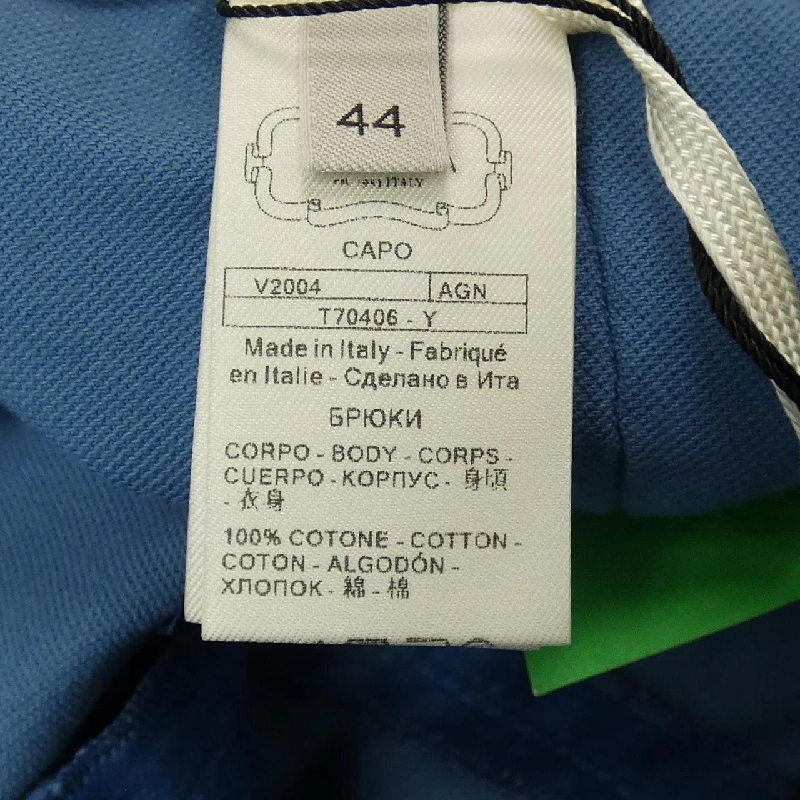 44
ITALY
CAPO
V2004 AGN
T70406 - Y
Made in Italy - Fabriqué
en Italie - Сделано в Ита
БРЮКИ
CORPO - BODY - CORPS -
CUERPO - КОРПУС - 身頃
- 衣身
100% COTONE - COTTON -
COTON - ALGODÓN -
ХЛОПОК - 綿 - 棉